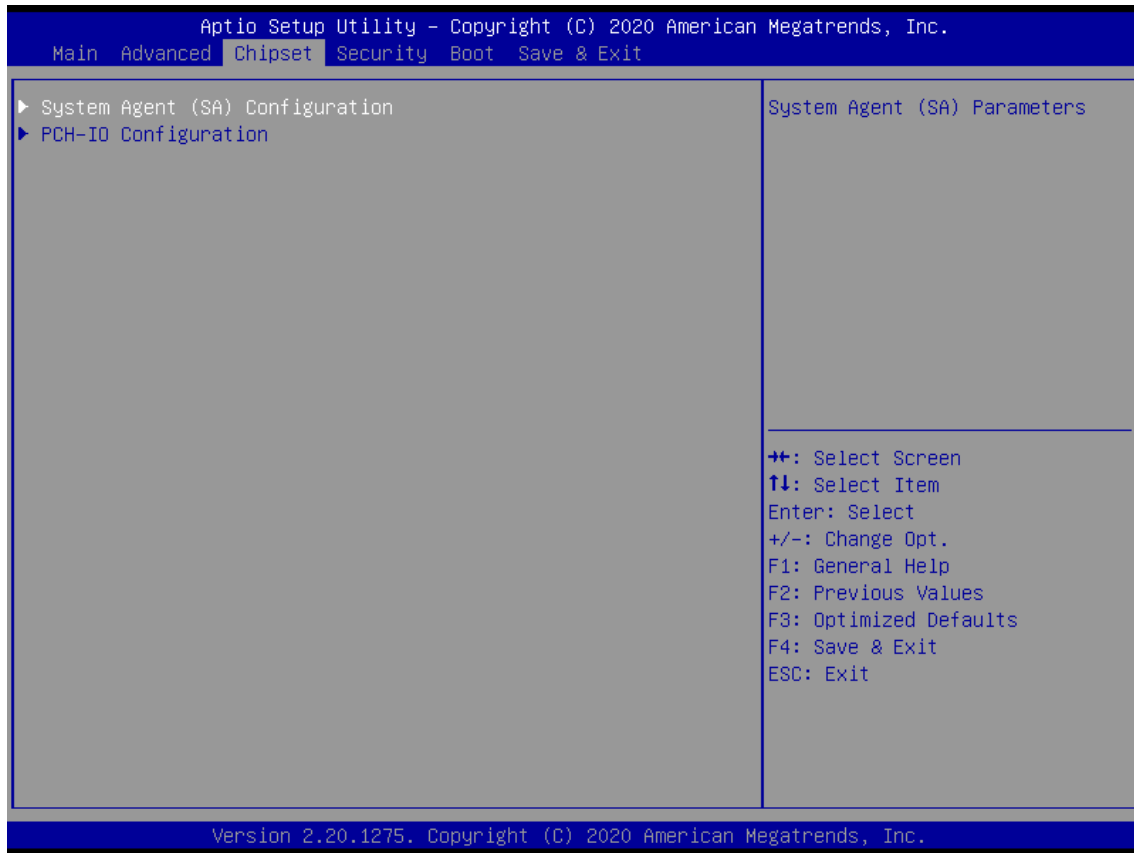 Aptio Setup Utility – Copyright (C) 2020 American Megatrends, Inc.
Main Advanced Chipset Security Boot Save & Exit
▶ System Agent (SA) Configuration
▶ PCH-IO Configuration
System Agent (SA) Parameters
→←: Select Screen
↑↓: Select Item
Enter: Select
+/-: Change Opt.
F1: General Help
F2: Previous Values
F3: Optimized Defaults
F4: Save & Exit
ESC: Exit
Version 2.20.1275. Copyright (C) 2020 American Megatrends, Inc.